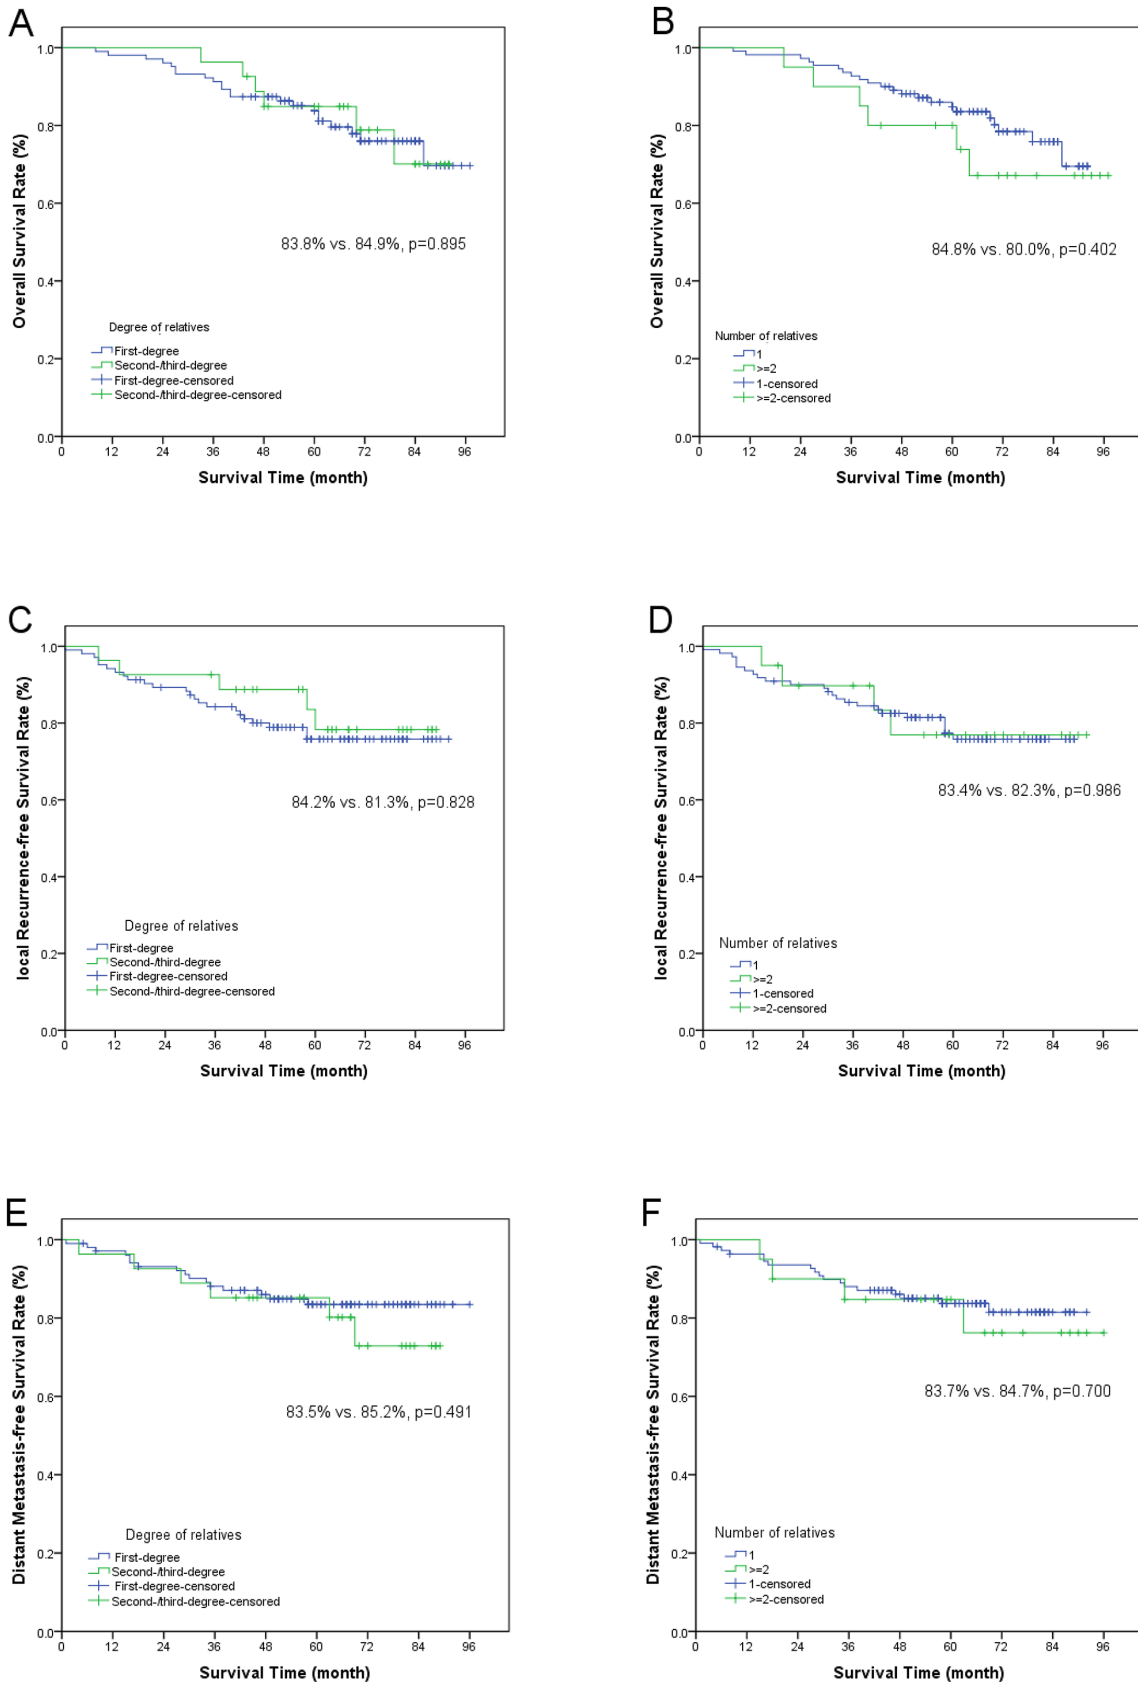 A
Overall Survival Rate (%)
1.0
0.8
0.6
0.4
0.2
0.0
83.8% vs. 84.9%, p=0.895
Degree of relatives
First-degree
Second-/third-degree
First-degree-censored
Second-/third-degree-censored
0 12 24 36 48 60 72 84 96
Survival Time (month)
B
Overall Survival Rate (%)
1.0
0.8
0.6
0.4
0.2
0.0
84.8% vs. 80.0%, p=0.402
Number of relatives
1
>=2
1-censored
>=2-censored
0 12 24 36 48 60 72 84 96
Survival Time (month)
C
local Recurrence-free Survival Rate (%)
1.0
0.8
0.6
0.4
0.2
0.0
84.2% vs. 81.3%, p=0.828
Degree of relatives
First-degree
Second-/third-degree
First-degree-censored
Second-/third-degree-censored
0 12 24 36 48 60 72 84 96
Survival Time (month)
D
local Recurrence-free Survival Rate (%)
1.0
0.8
0.6
0.4
0.2
0.0
83.4% vs. 82.3%, p=0.986
Number of relatives
1
>=2
1-censored
>=2-censored
0 12 24 36 48 60 72 84 96
Survival Time (month)
E
Distant Metastasis-free Survival Rate (%)
1.0
0.8
0.6
0.4
0.2
0.0
83.5% vs. 85.2%, p=0.491
Degree of relatives
First-degree
Second-/third-degree
First-degree-censored
Second-/third-degree-censored
0 12 24 36 48 60 72 84 96
Survival Time (month)
F
Distant Metastasis-free Survival Rate (%)
1.0
0.8
0.6
0.4
0.2
0.0
83.7% vs. 84.7%, p=0.700
Number of relatives
1
>=2
1-censored
>=2-censored
0 12 24 36 48 60 72 84 96
Survival Time (month)